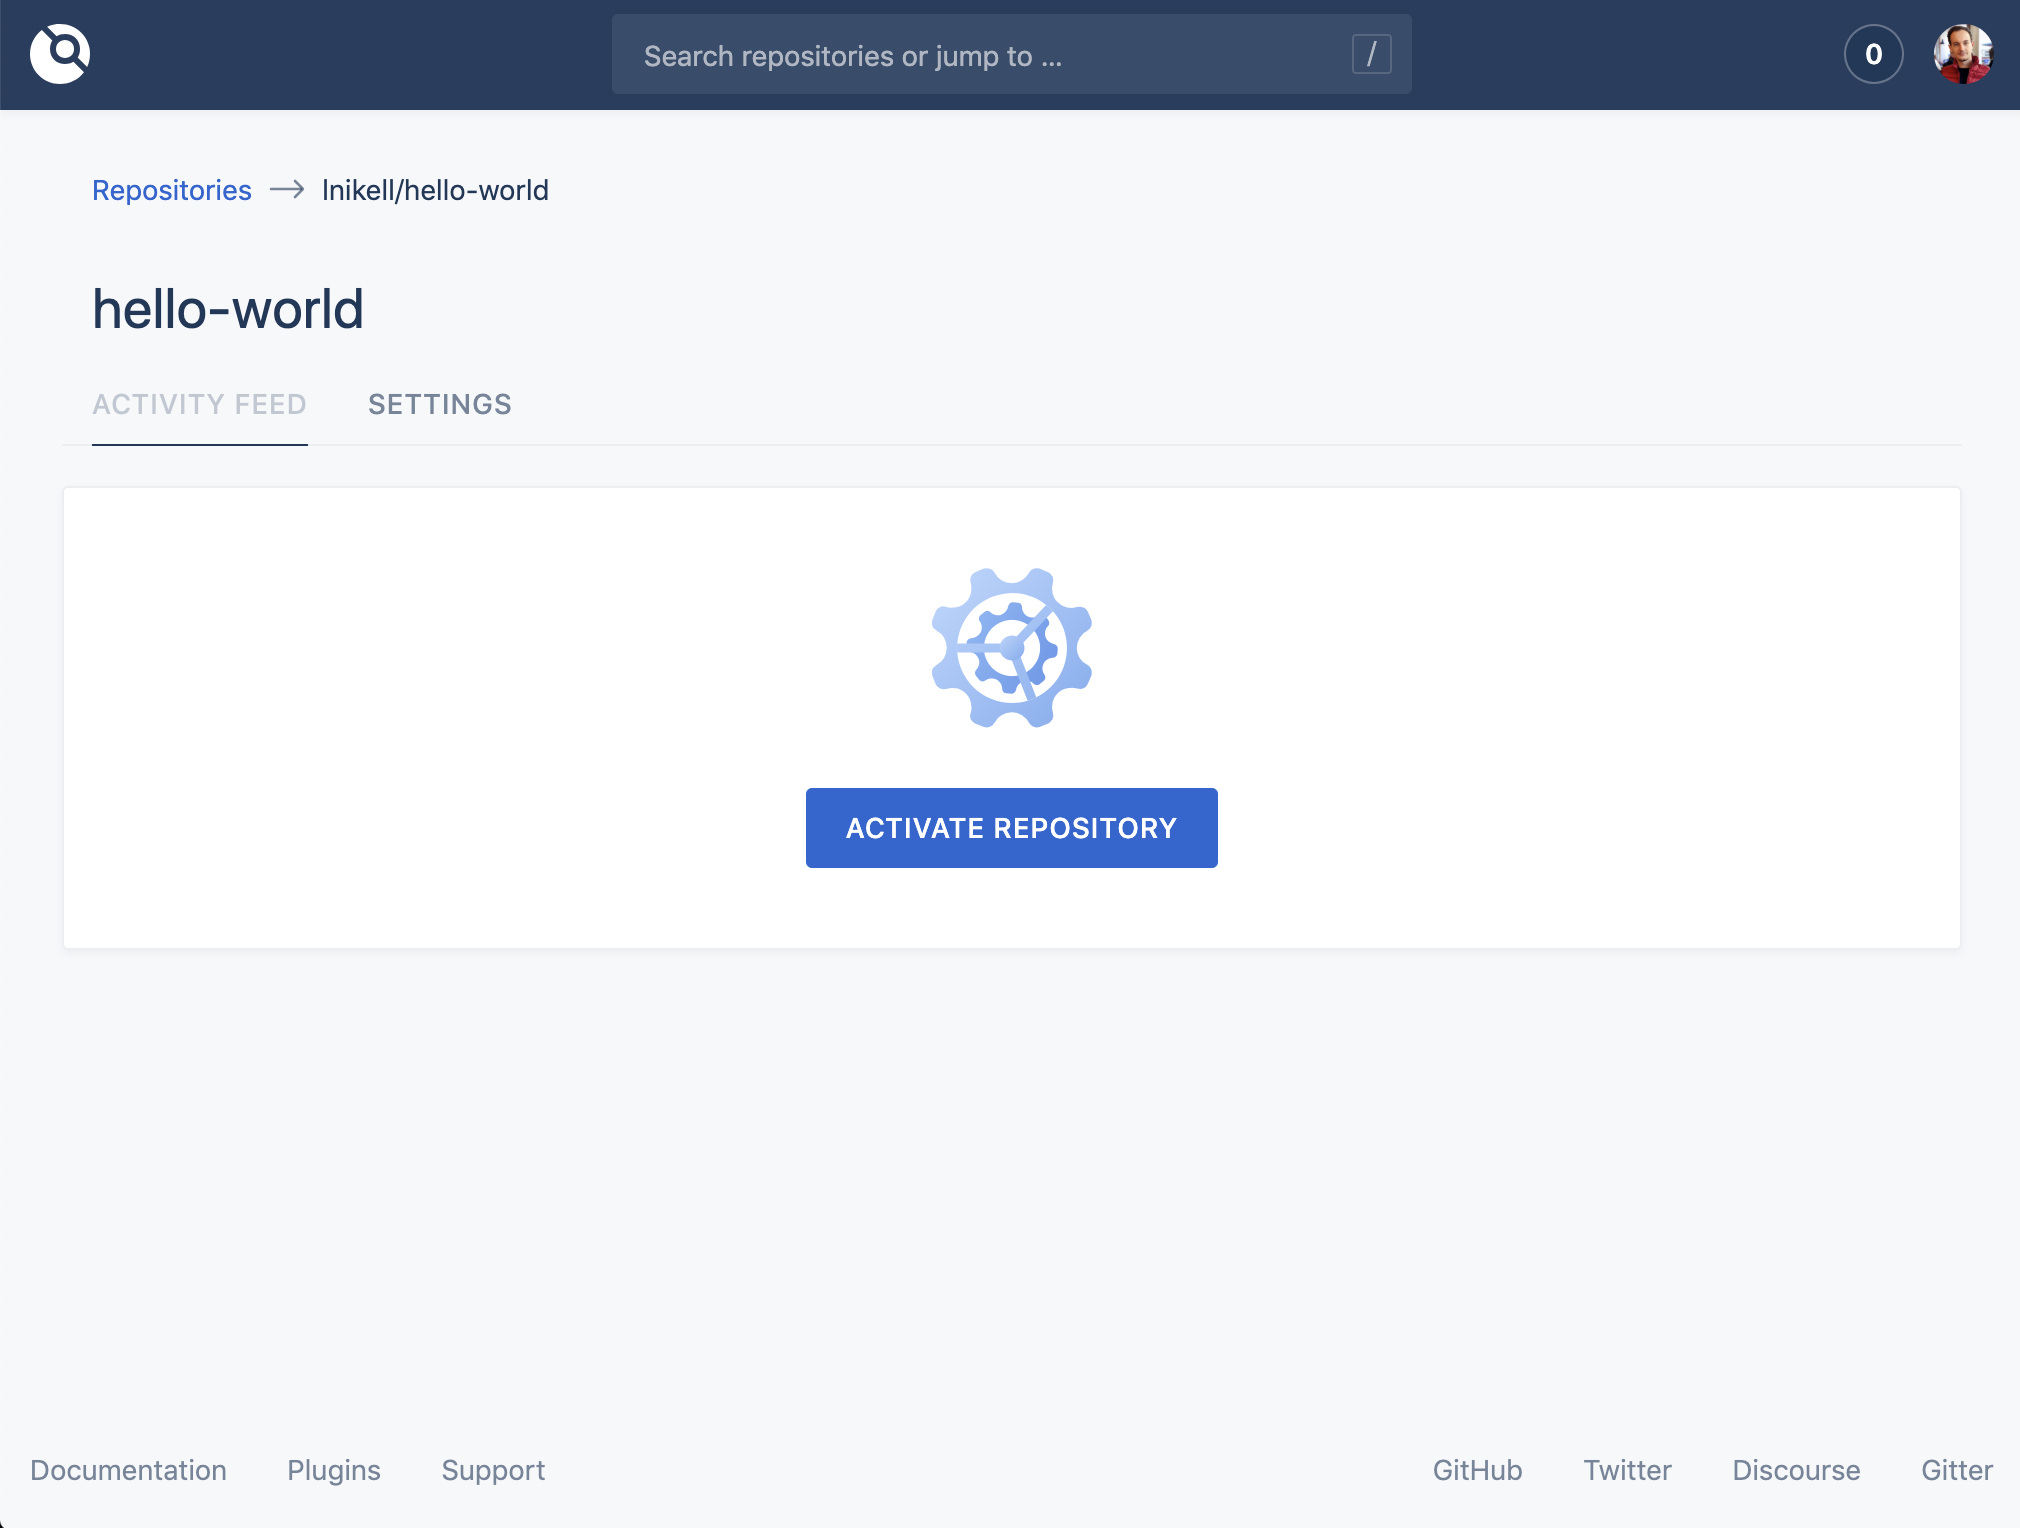 Search repositories or jump to ...
/
0
Repositories → lnikell/hello-world
hello-world
ACTIVITY FEED SETTINGS
ACTIVATE REPOSITORY
Documentation Plugins Support GitHub Twitter Discourse Gitter